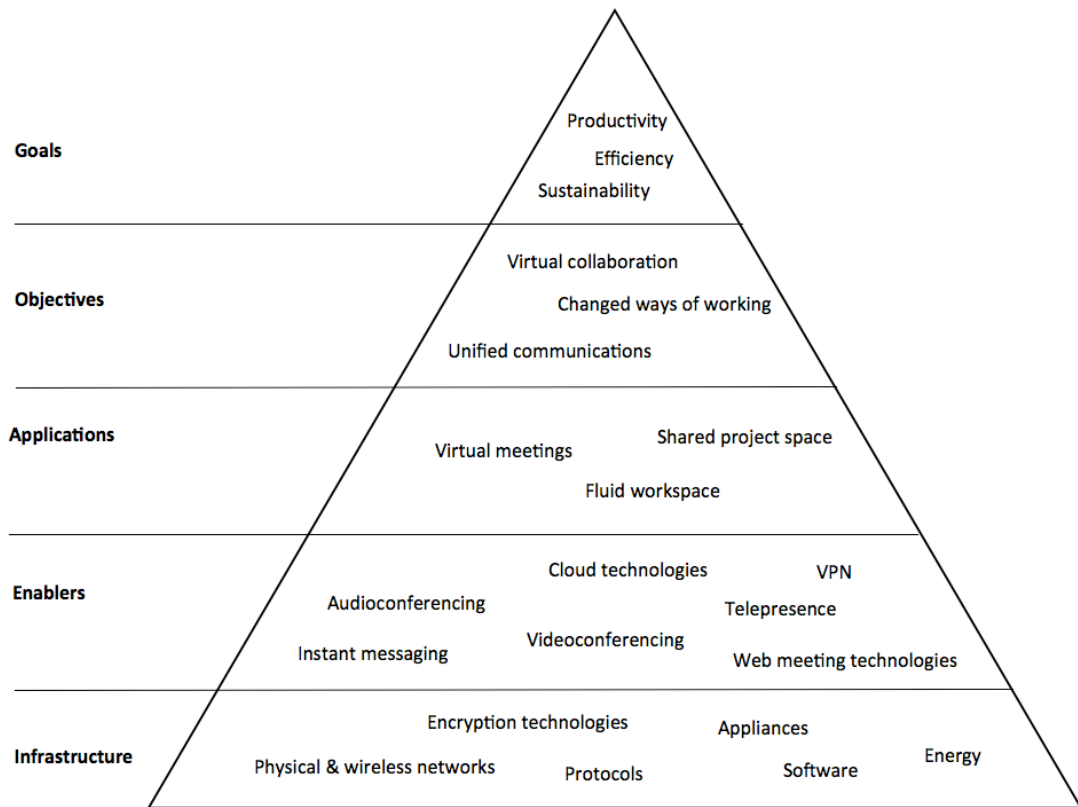 Productivity
Goals
Efficiency
Sustainability
Virtual collaboration
Objectives
Changed ways of working
Unified communications
Applications
Shared project space
Virtual meetings
Fluid workspace
Cloud technologies
VPN
Enablers
Audioconferencing
Telepresence
Videoconferencing
Instant messaging
Web meeting technologies
Encryption technologies
Appliances
Infrastructure
Energy
Physical & wireless networks
Protocols
Software